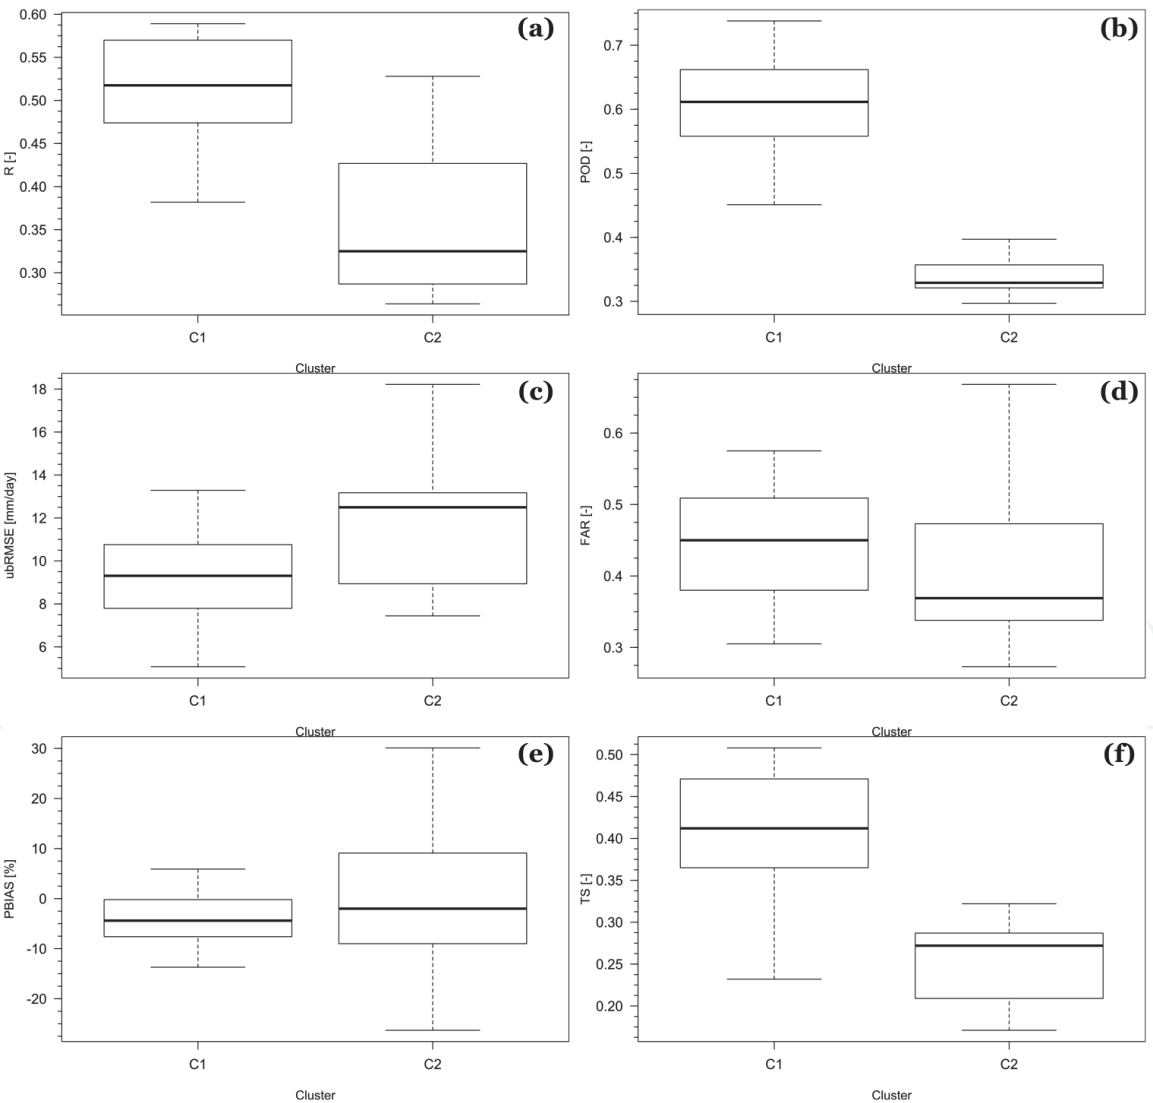 (a)
R [-]
0.60
0.55
0.50
0.45
0.40
0.35
0.30
C1
C2
Cluster
(b)
POD [-]
0.7
0.6
0.5
0.4
0.3
C1
C2
Cluster
(c)
ubRMSE [mm/day]
18
16
14
12
10
8
6
C1
C2
Cluster
(d)
FAR [-]
0.6
0.5
0.4
0.3
C1
C2
Cluster
(e)
PBIAS [%]
30
20
10
0
-10
-20
C1
C2
Cluster
(f)
TS [-]
0.50
0.45
0.40
0.35
0.30
0.25
0.20
C1
C2
Cluster